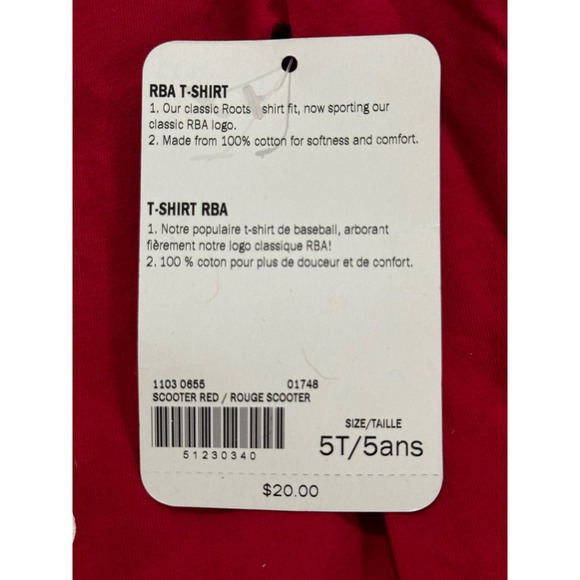 RBA T-SHIRT
1. Our classic Roots shirt fit, now sporting our
classic RBA logo.
2. Made from 100% cotton for softness and comfort.
T-SHIRT RBA
1. Notre populaire t-shirt de baseball, arborant
fièrement notre logo classique RBA!
2. 100 % coton pour plus de douceur et de confort.
1103 0655 01748
SCOOTER RED / ROUGE SCOOTER
51230340
SIZE/TAILLE
5T/5ans
$20.00